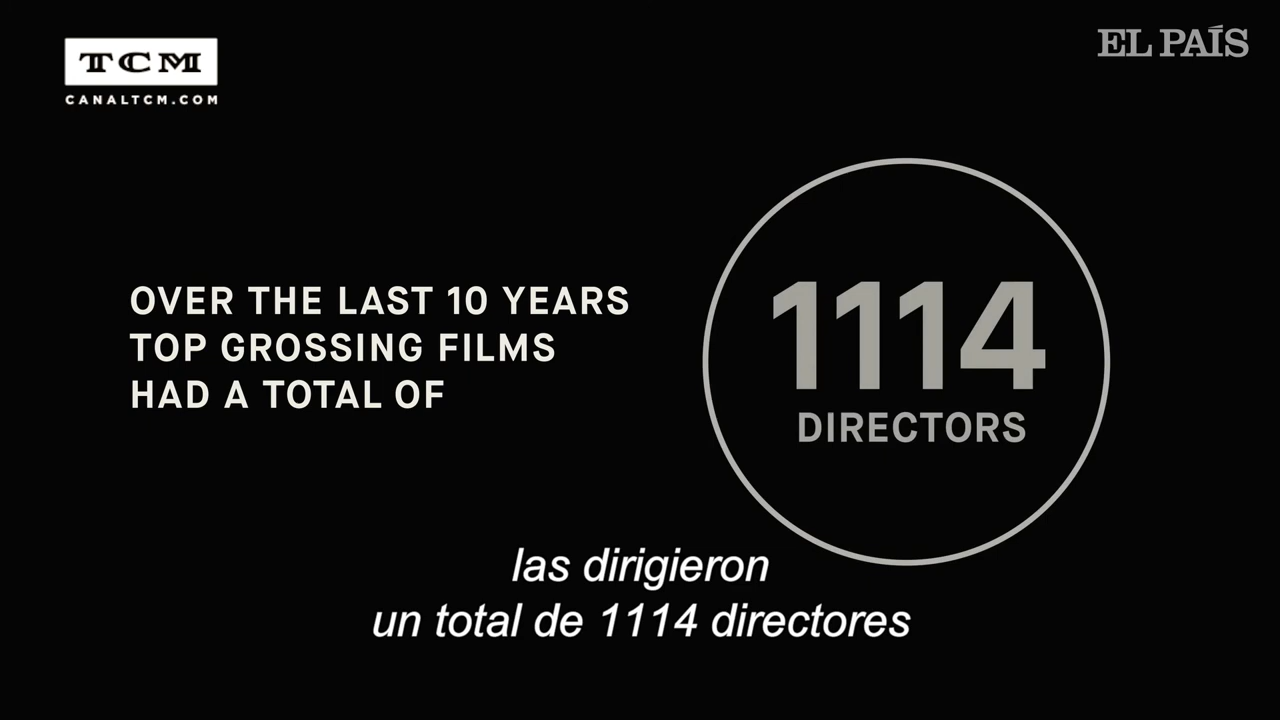 TCM
CANALTCM.COM
EL PAÍS
OVER THE LAST 10 YEARS
TOP GROSSING FILMS
HAD A TOTAL OF
1114
DIRECTORS
las dirigieron
un total de 1114 directores